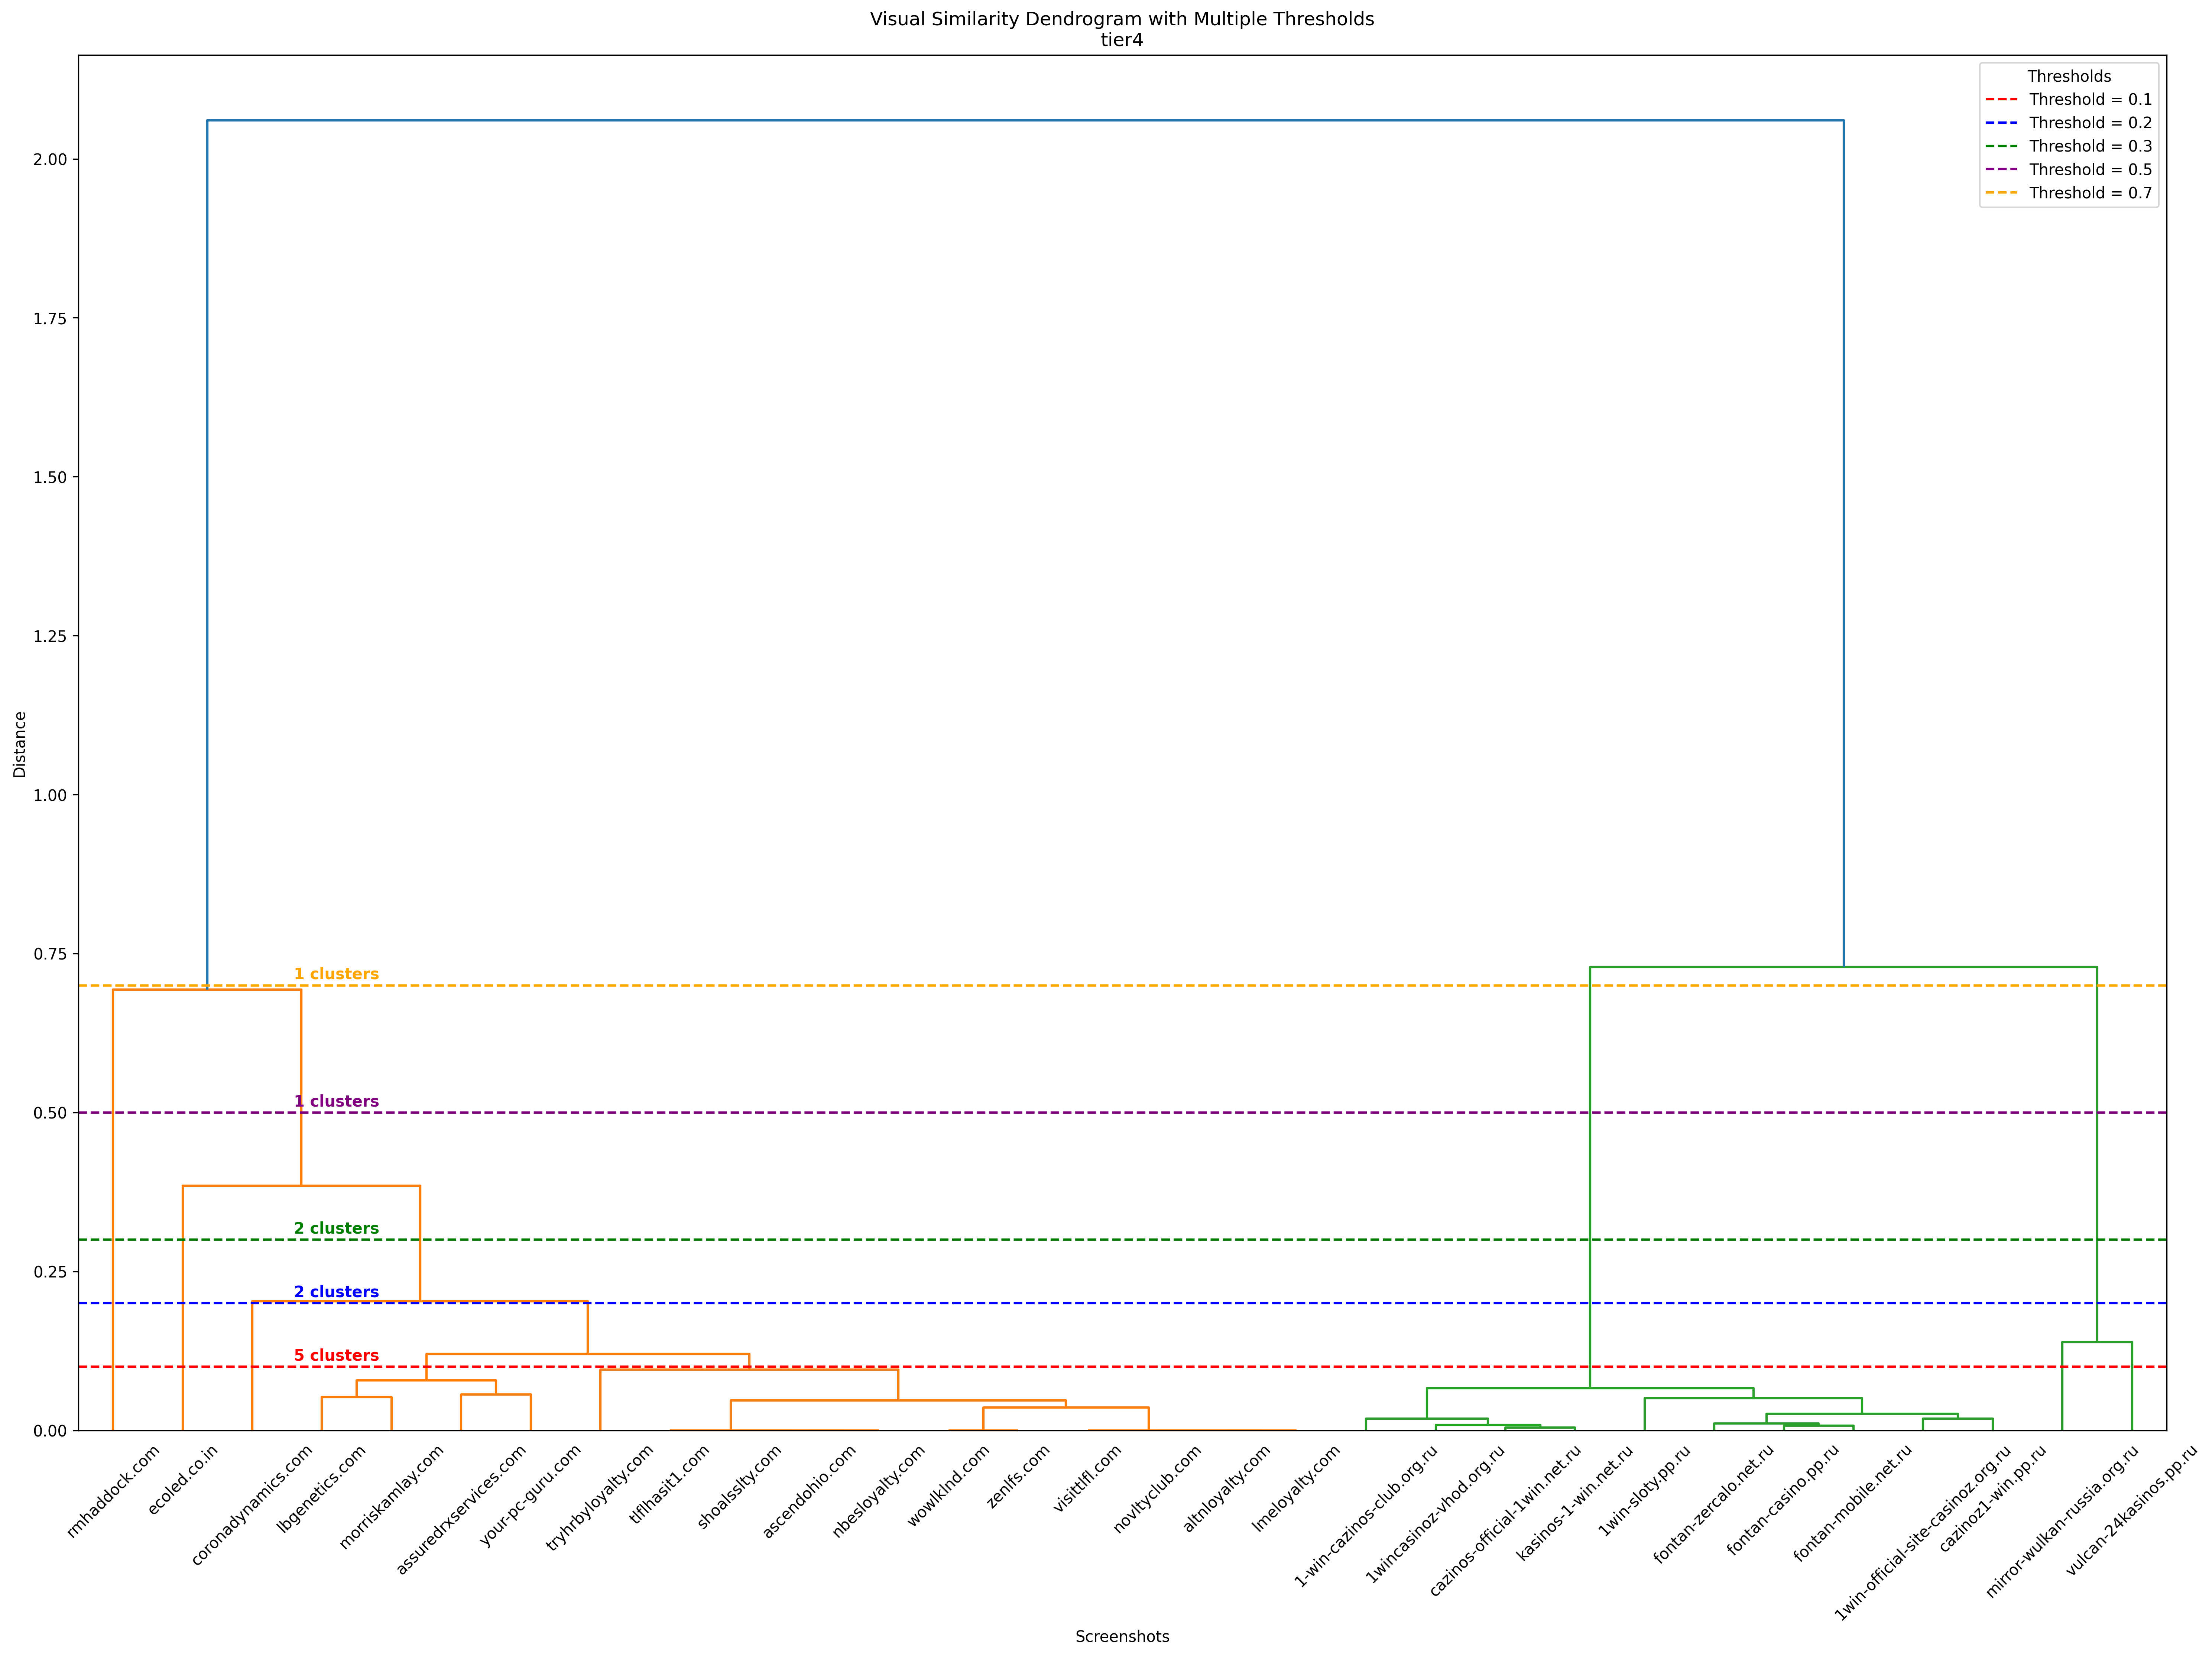 Visual Similarity Dendrogram with Multiple Thresholds
tier4
Thresholds
Threshold = 0.1
Threshold = 0.2
Threshold = 0.3
Threshold = 0.5
Threshold = 0.7
2.00
1.75
1.50
1.25
1.00
0.75
0.50
0.25
0.00
Distance
1 clusters
1 clusters
2 clusters
2 clusters
5 clusters
rmhaddock.com
ecoled.co.in
coronadynamics.com
lbgenetics.com
morriskamlay.com
assuredrxservices.com
your-pc-guru.com
tryhrbyloyalty.com
tlflhasit1.com
shoalsslty.com
ascendohio.com
nbesloyalty.com
wowlklnd.com
zenlfs.com
visittlfl.com
novltyclub.com
altnloyalty.com
lmeloyalty.com
1-win-cazinos-club.org.ru
1wincasinoz-vhod.org.ru
cazinos-official-1win.net.ru
kasinos-1-win.net.ru
1win-sloty.pp.ru
fontan-zercalo.net.ru
fontan-casino.pp.ru
fontan-mobile.net.ru
1win-official-site-casinoz.org.ru
cazinoz1-win.pp.ru
mirror-wulkan-russia.org.ru
vulcan-24kasinos.pp.ru
Screenshots